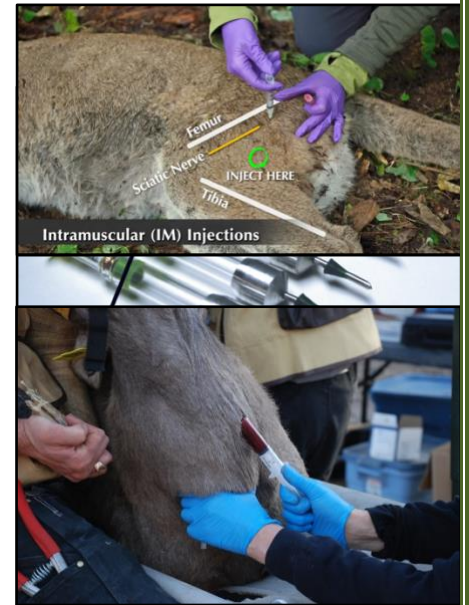 Femur
Sciatic Nerve
INJECT HERE
Tibia
Intramuscular (IM) Injections